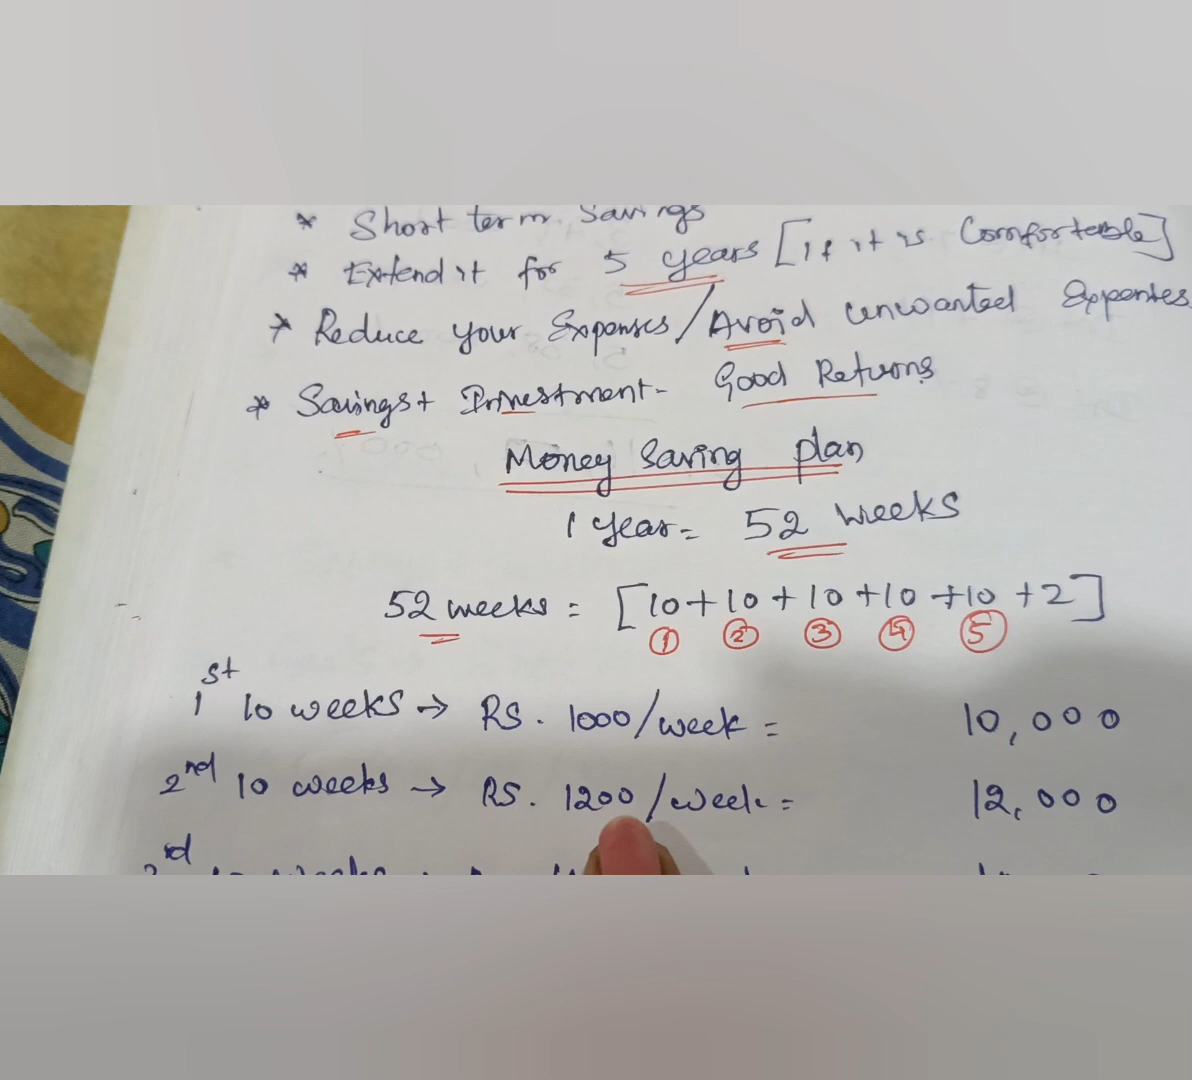 * Short term Savings
* Extend it for 5 years [if it is Comfortable]
* Reduce your Expenses/Avoid unwanted Expenses
* Savings+ Investment- Good Returns
Money Saving plan
1 year= 52 weeks
52 weeks = [10+10+10+10+10+2]
1 2 3 4 5
1st 10 weeks → RS. 1000/week = 10,000
2nd 10 weeks → RS. 1200/week = 12,000
rd